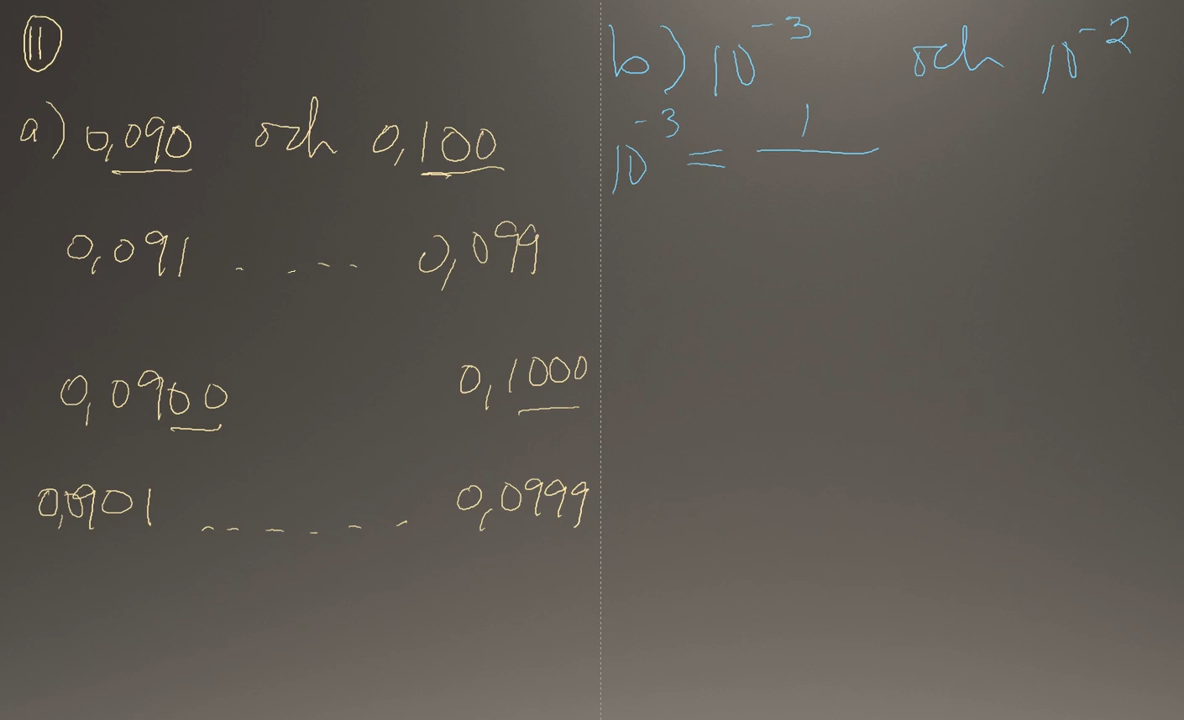 11
a) 0,090 och 0,100
0,091 . . - - - 0,099
0,0900 0,1000
0,0901 - - - - - - 0,0999
b) 10^-3 och 10^-2
10^-3 = 1/